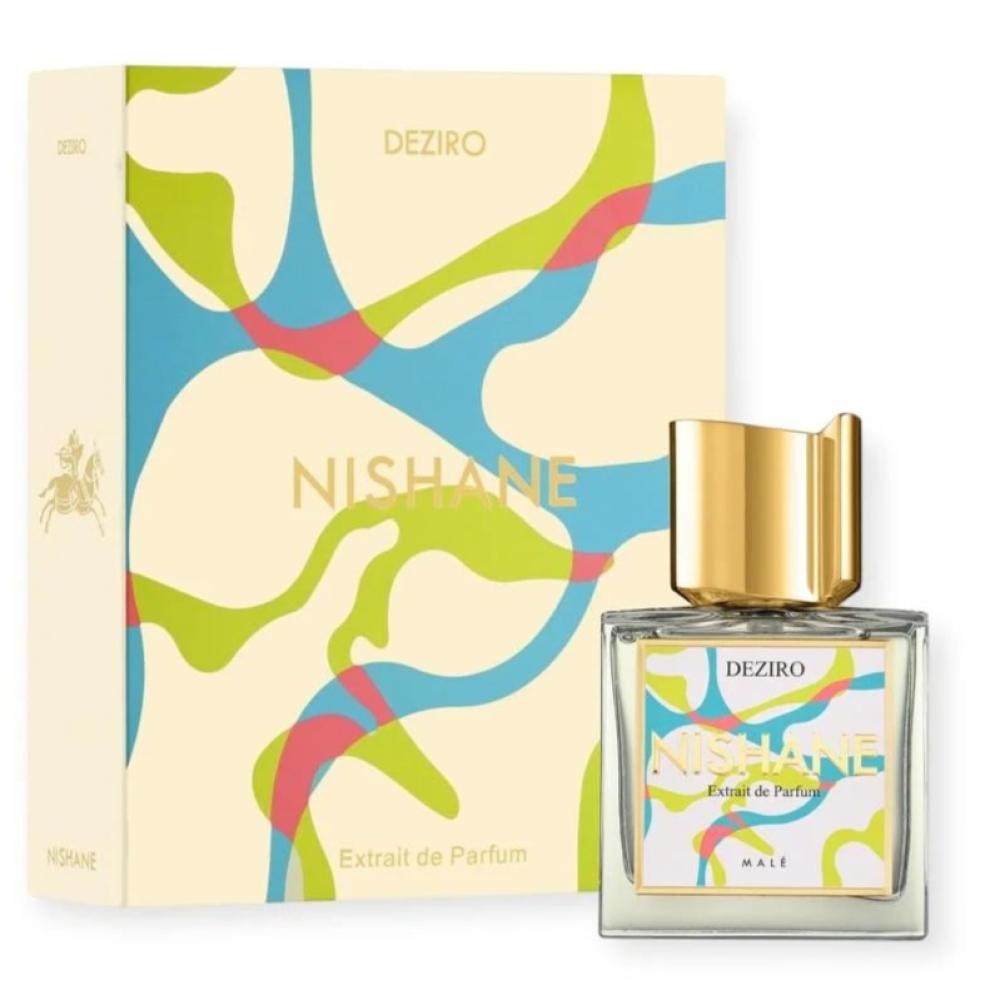 DEZIRO
NISHANE
DEZIRO
NISHANE
Extrait de Parfum
DEZIRO
NISHANE
Extrait de Parfum
MALÉ